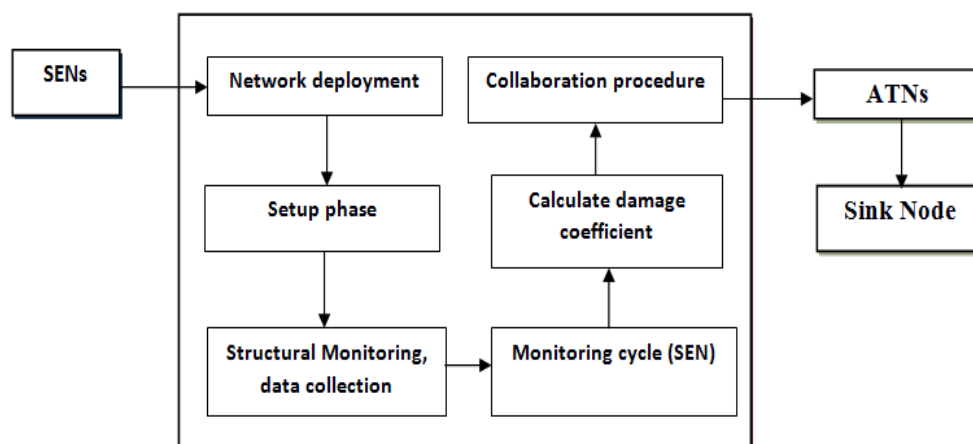 SENs
Network deployment
Setup phase
Structural Monitoring,
data collection
Monitoring cycle (SEN)
Calculate damage
coefficient
Collaboration procedure
ATNs
Sink Node